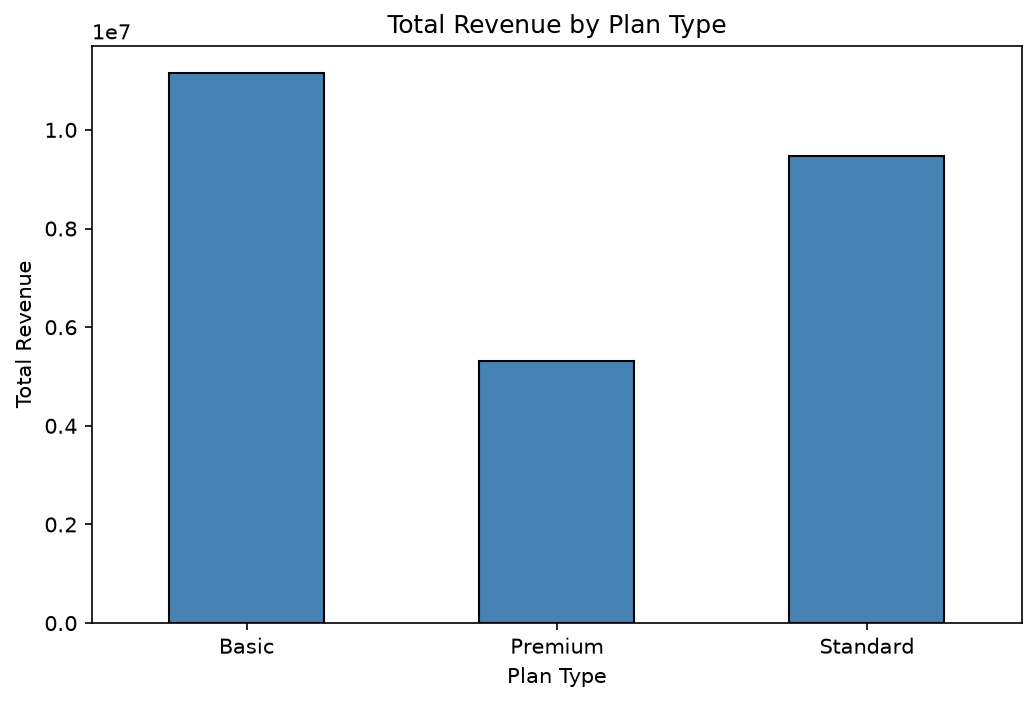 Total Revenue by Plan Type
1e7
1.0
0.8
0.6
0.4
0.2
0.0
Total Revenue
Basic Premium Standard
Plan Type